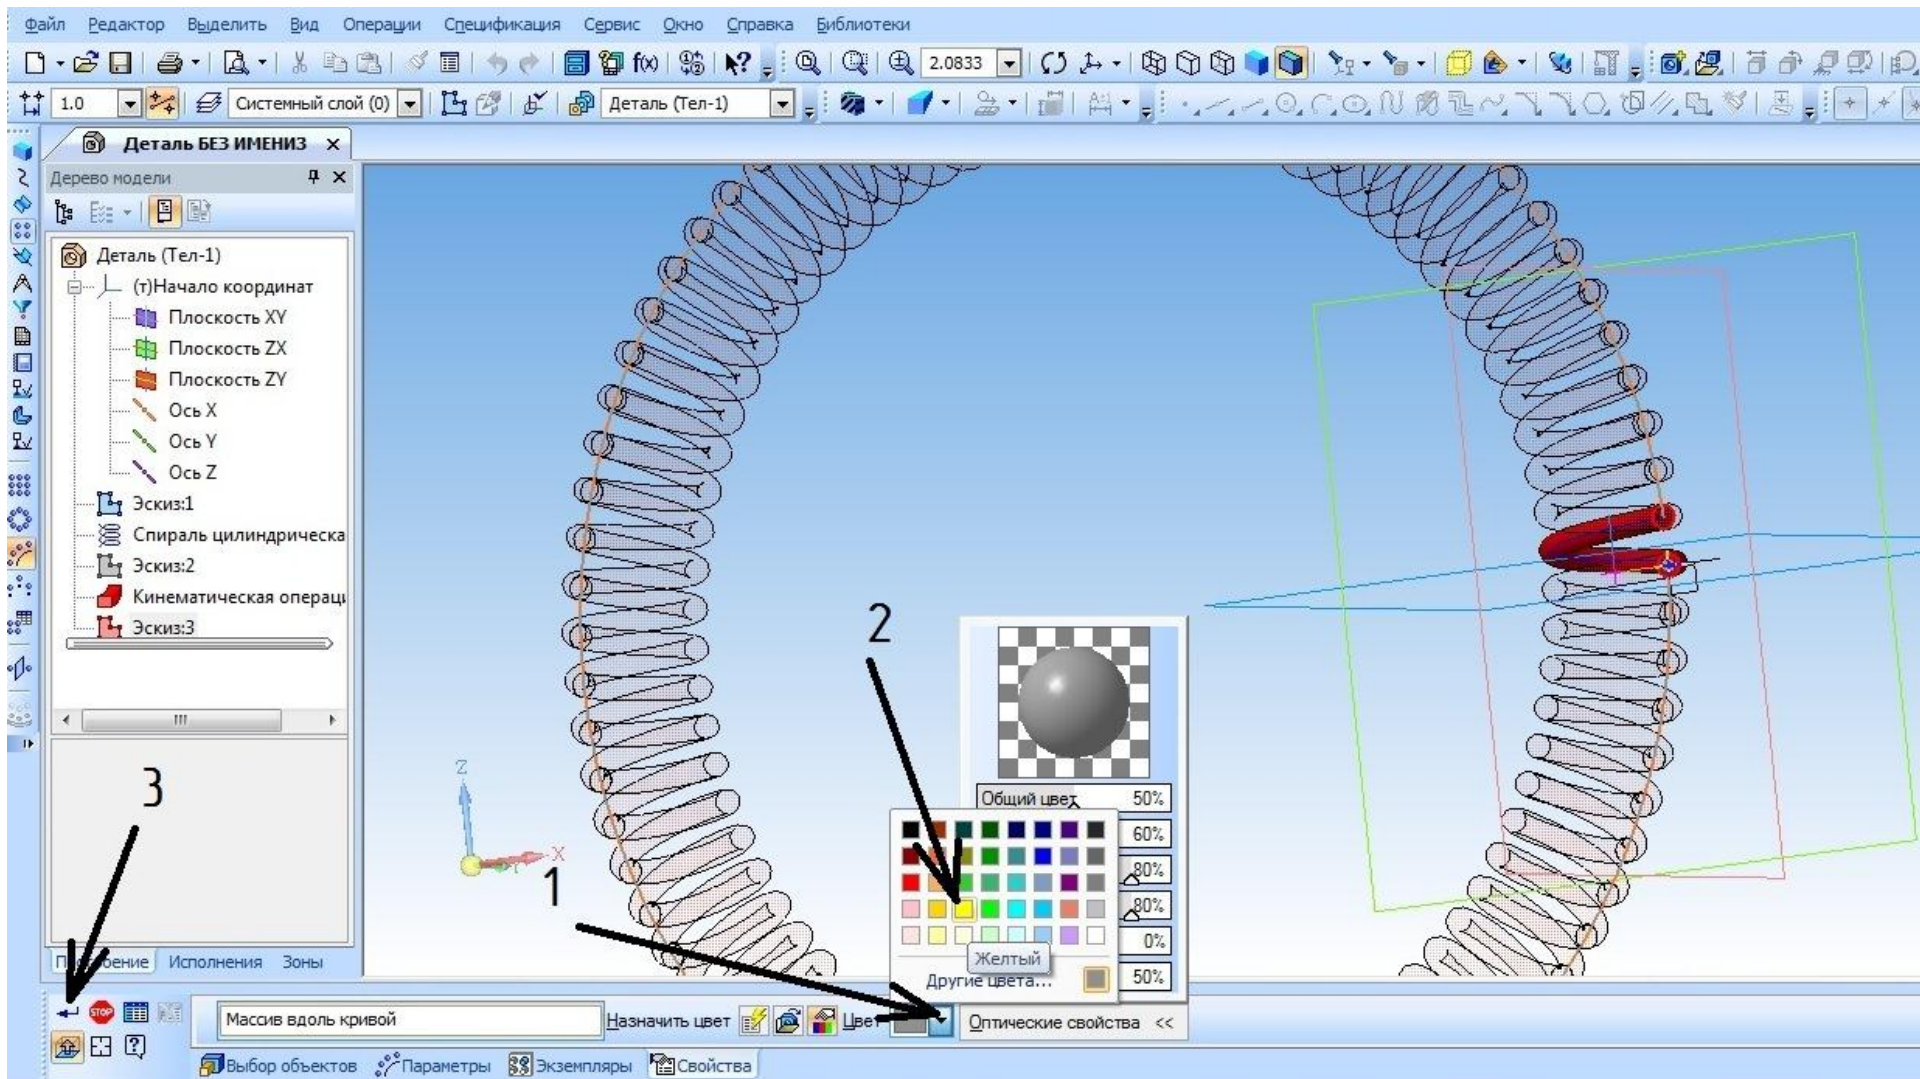 Файл Редактор Выделить Вид Операции Спецификация Сервис Окно Справка Библиотеки
2.0833
1.0 Системный слой (0) Деталь (Тел-1)
Деталь БЕЗ ИМЕНИ3
Дерево модели
Деталь (Тел-1)
(т)Начало координат
Плоскость XY
Плоскость ZX
Плоскость ZY
Ось X
Ось Y
Ось Z
Эскиз:1
Спираль цилиндрическа
Эскиз:2
Кинематическая операци
Эскиз:3
2
3
Z
X
1
Общий цвет 50%
60%
80%
80%
0%
50%
Желтый
Другие цвета...
Исполнения Зоны
STOP
Массив вдоль кривой Назначить цвет Цвет Оптические свойства <<
Выбор объектов Параметры Экземпляры Свойства